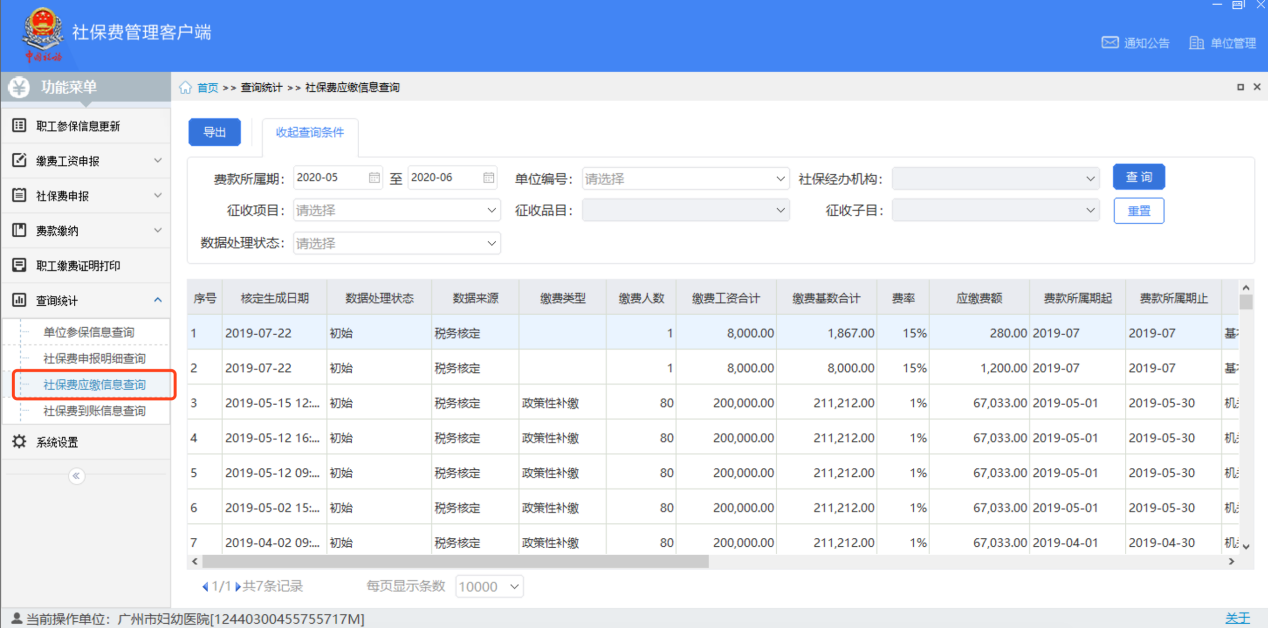 社保费管理客户端
通知公告 单位管理
功能菜单
首页 >> 查询统计 >> 社保费应缴信息查询
职工参保信息更新
缴费工资申报
社保费申报
费款缴纳
职工缴费证明打印
查询统计
单位参保信息查询
社保费申报明细查询
社保费应缴信息查询
社保费到账信息查询
系统设置
导出 收起查询条件
费款所属期: 2020-05 至 2020-06 单位编号: 请选择 社保经办机构: 查询
征收项目: 请选择 征收品目: 征收子目: 重置
数据处理状态: 请选择
序号 核定生成日期 数据处理状态 数据来源 缴费类型 缴费人数 缴费工资合计 缴费基数合计 费率 应缴费额 费款所属期起 费款所属期止
1 2019-07-22 初始 税务核定 1 8,000.00 1,867.00 15% 280.00 2019-07 2019-07 基
2 2019-07-22 初始 税务核定 1 8,000.00 8,000.00 15% 1,200.00 2019-07 2019-07 基
3 2019-05-15 12:... 初始 税务核定 政策性补缴 80 200,000.00 211,212.00 1% 67,033.00 2019-05-01 2019-05-30 机
4 2019-05-12 16:... 初始 税务核定 政策性补缴 80 200,000.00 211,212.00 1% 67,033.00 2019-05-01 2019-05-30 机
5 2019-05-12 09:... 初始 税务核定 政策性补缴 80 200,000.00 211,212.00 1% 67,033.00 2019-05-01 2019-05-30 机
6 2019-05-02 15:... 初始 税务核定 政策性补缴 80 200,000.00 211,212.00 1% 67,033.00 2019-05-01 2019-05-30 机
7 2019-04-02 09:... 初始 税务核定 政策性补缴 80 200,000.00 211,212.00 1% 67,033.00 2019-04-01 2019-04-30 机
1/1 共7条记录 每页显示条数 10000
当前操作单位: 广州市妇幼医院[12440300455755717M] 关于